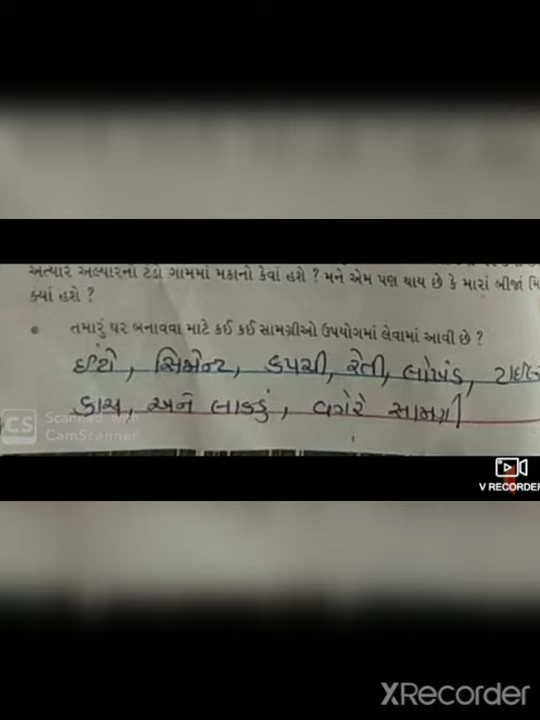 અત્યારે અલ્યારનો ટંડો ગામમાં મકાનો કેવાં હશે ? મને એમ પણ થાય છે કે મારાં બીજાં
ક્યાં હશે ?
• તમારું ઘર બનાવવા માટે કઈ કઈ સામગ્રીઓ ઉપયોગમાં લેવામાં આવી છે ?
ઈંટો, સિમેન્ટ, કપચી, રેતી, લોખંડ,
કાચ, અને લાકડું, વગેરે સામગ્રી
CS Scanned with
CamScanner
V RECORDER
XRecorder